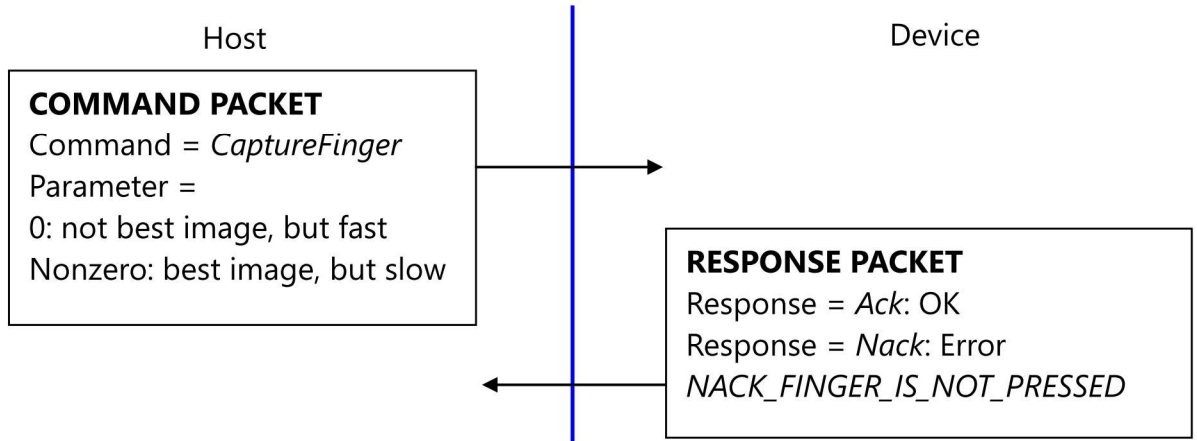 Host
Device
COMMAND PACKET
Command = CaptureFinger
Parameter =
0: not best image, but fast
Nonzero: best image, but slow
RESPONSE PACKET
Response = Ack: OK
Response = Nack: Error
NACK_FINGER_IS_NOT_PRESSED